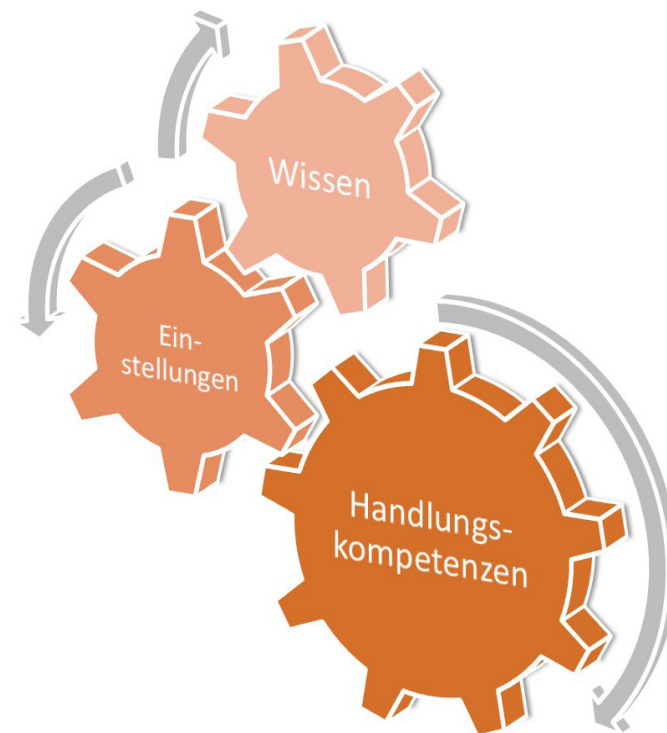 Wissen
Ein-
stellungen
Handlungs-
kompetenzen